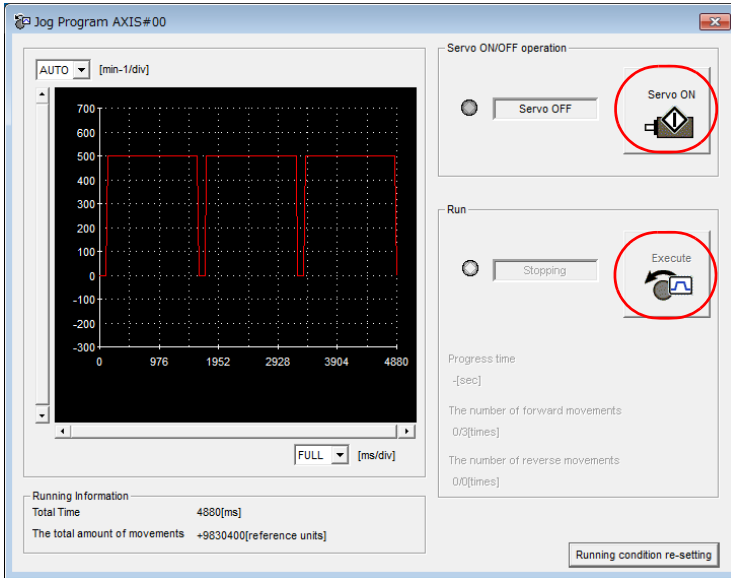 Jog Program AXIS#00
AUTO [min-1/div]
700
600
500
400
300
200
100
0
-100
-200
-300
0 976 1952 2928 3904 4880
FULL [ms/div]
Running Information
Total Time 4880[ms]
The total amount of movements +9830400[reference units]
Servo ON/OFF operation
Servo OFF
Servo ON
Run
Stopping
Execute
Progress time
-[sec]
The number of forward movements
0/3[times]
The number of reverse movements
0/0[times]
Running condition re-setting